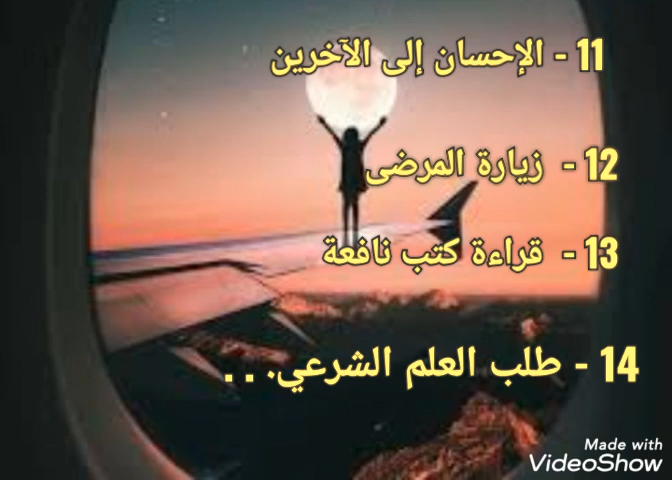 11 - الإحسان إلى الآخرين
12 - زيارة المرضى
13 - قراءة كتب نافعة
14 - طلب العلم الشرعي. . .
Made with
VideoShow